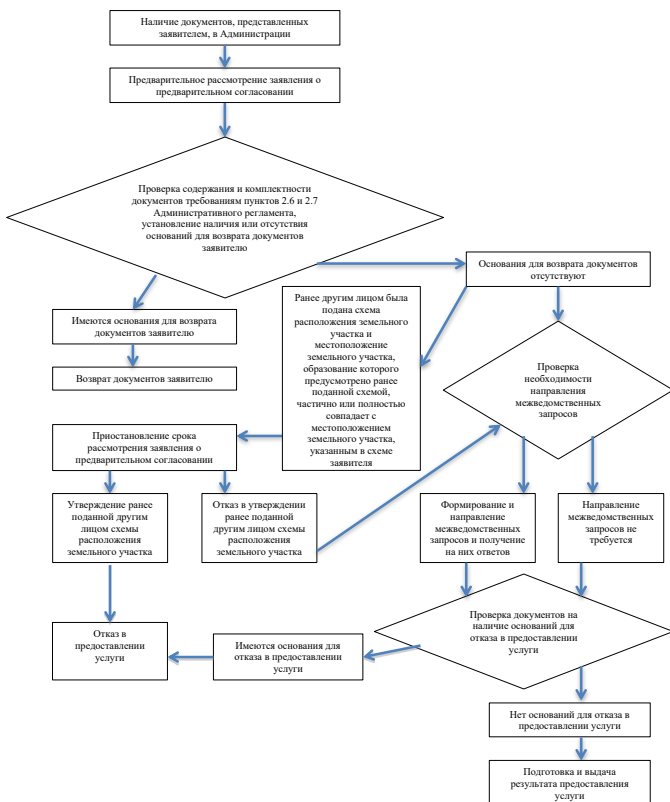 Наличие документов, представленных
заявителем, в Администрации
Предварительное рассмотрение заявления о
предварительном согласовании
Проверка содержания и комплектности
документов требованиям пунктов 2.6 и 2.7
Административного регламента,
установление наличия или отсутствия
оснований для возврата документов
заявителю
Основания для возврата документов
отсутствуют
Имеются основания для возврата
документов заявителю
Возврат документов заявителю
Ранее другим лицом была
подана схема
расположения земельного
участка и
местоположение
земельного участка,
образование которого
предусмотрено ранее
поданной схемой,
частично или полностью
совпадает с
местоположением
земельного участка,
указанным в схеме
заявителя
Проверка
необходимости
направления
межведомственных
запросов
Приостановление срока
рассмотрения заявления о
предварительном согласовании
Утверждение ранее
поданной другим
лицом схемы
расположения
земельного участка
Отказ в утверждении
ранее поданной
другим лицом схемы
расположения
земельного участка
Формирование и
направление
межведомственных
запросов и получение
на них ответов
Направление
межведомственных
запросов не
требуется
Проверка документов на
наличие оснований для
отказа в предоставлении
услуги
Отказ в
предоставлении
услуги
Имеются основания для
отказа в предоставлении
услуги
Нет оснований для отказа в
предоставлении услуги
Подготовка и выдача
результата предоставления
услуги